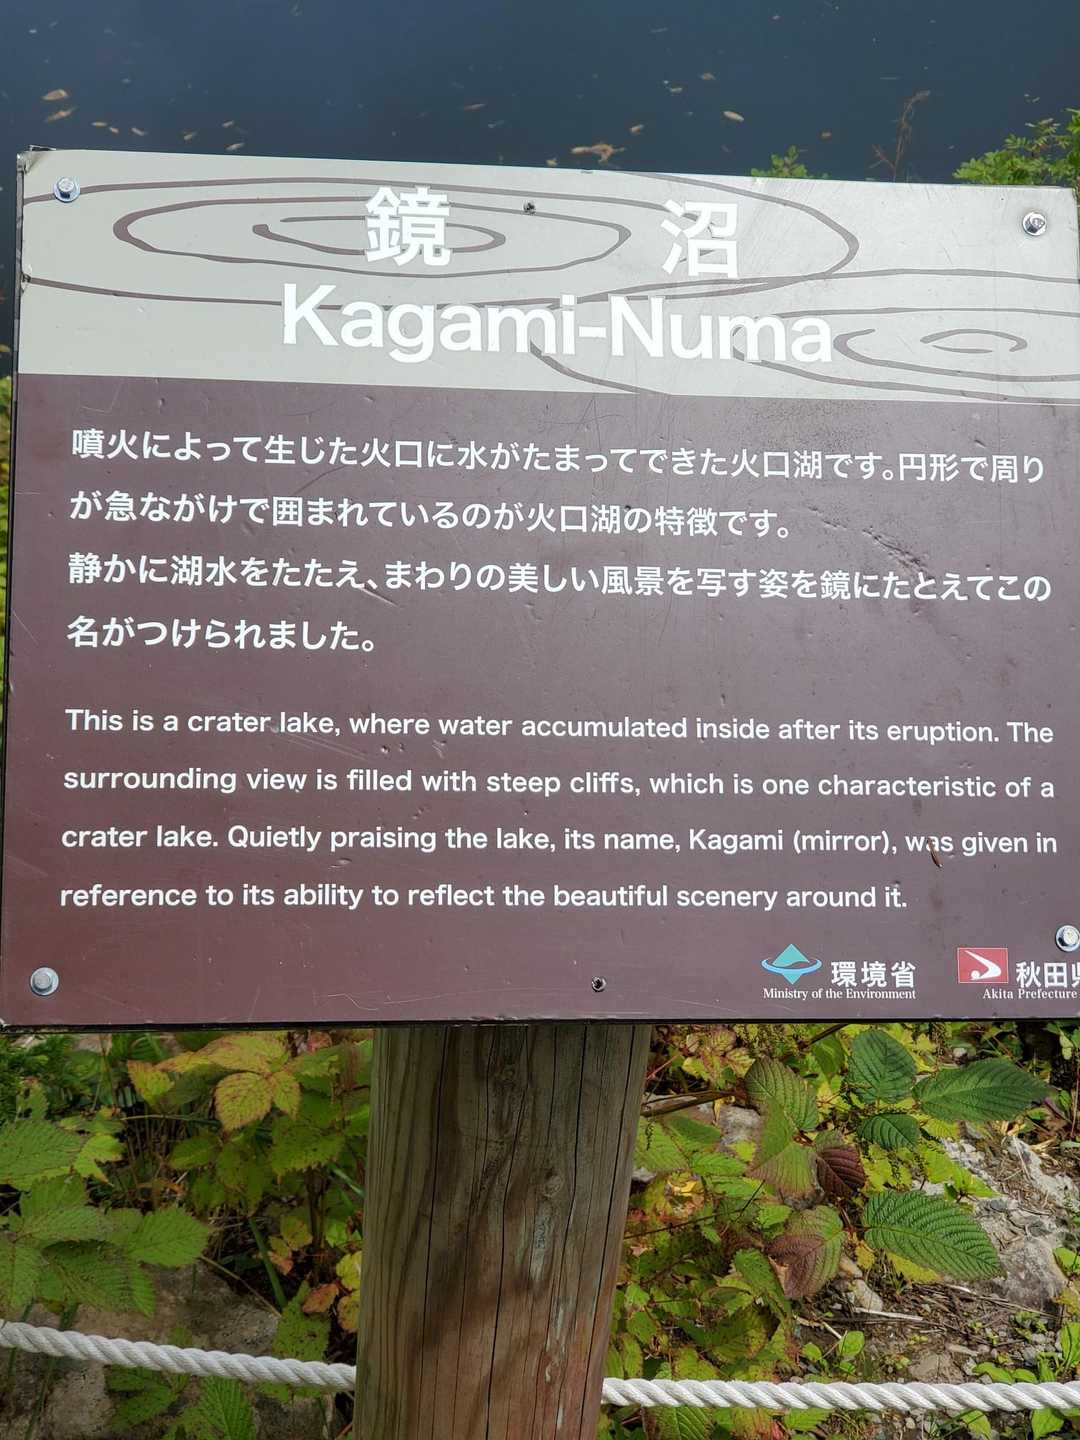 鏡 沼
Kagami-Numa
噴火によって生じた火口に水がたまってできた火口湖です。円形で周り
が急ながけで囲まれているのが火口湖の特徴です。
静かに湖水をたたえ、まわりの美しい風景を写す姿を鏡にたとえてこの
名がつけられました。
This is a crater lake, where water accumulated inside after its eruption. The
surrounding view is filled with steep cliffs, which is one characteristic of a
crater lake. Quietly praising the lake, its name, Kagami (mirror), was given in
reference to its ability to reflect the beautiful scenery around it.
環境省
Ministry of the Environment
秋田県
Akita Prefecture